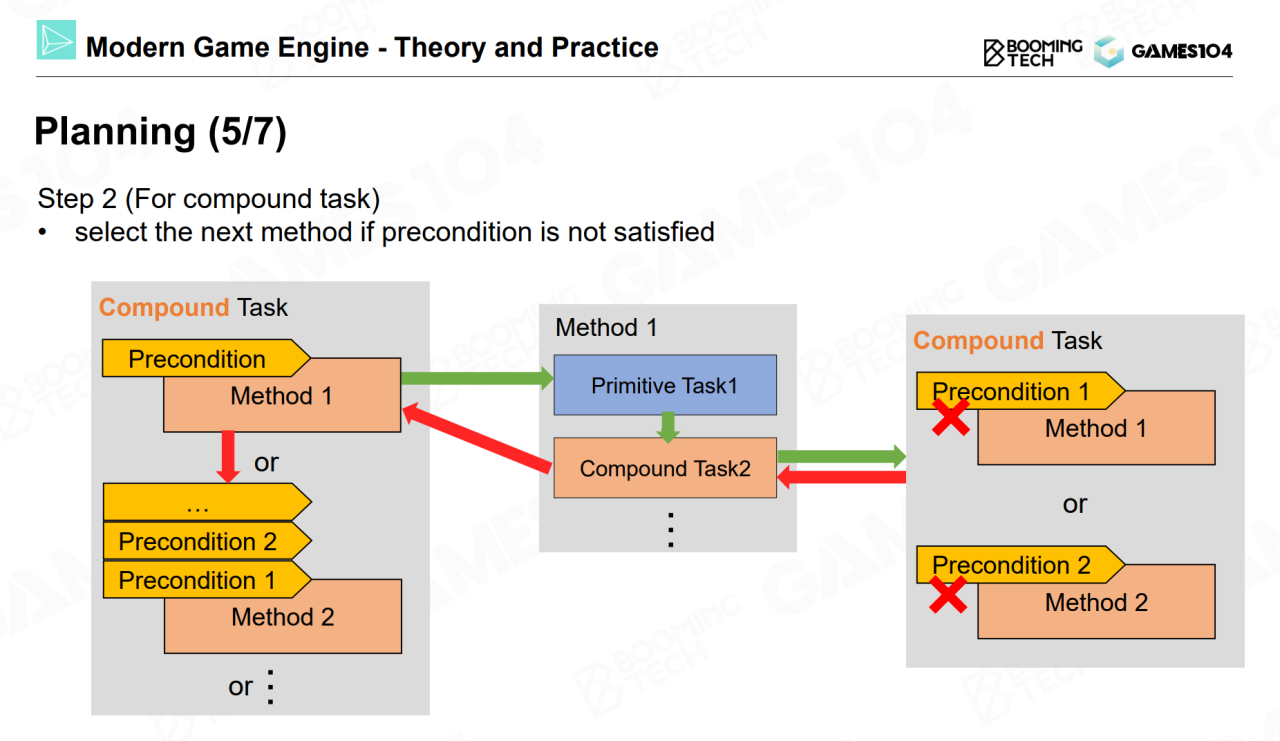 Modern Game Engine - Theory and Practice
BOOMING
TECH
GAMES104
Planning (5/7)
Step 2 (For compound task)
• select the next method if precondition is not satisfied
Compound Task
Precondition
Method 1
or
...
Precondition 2
Precondition 1
Method 2
or
Method 1
Primitive Task1
Compound Task2
Compound Task
Precondition 1
Method 1
or
Precondition 2
Method 2